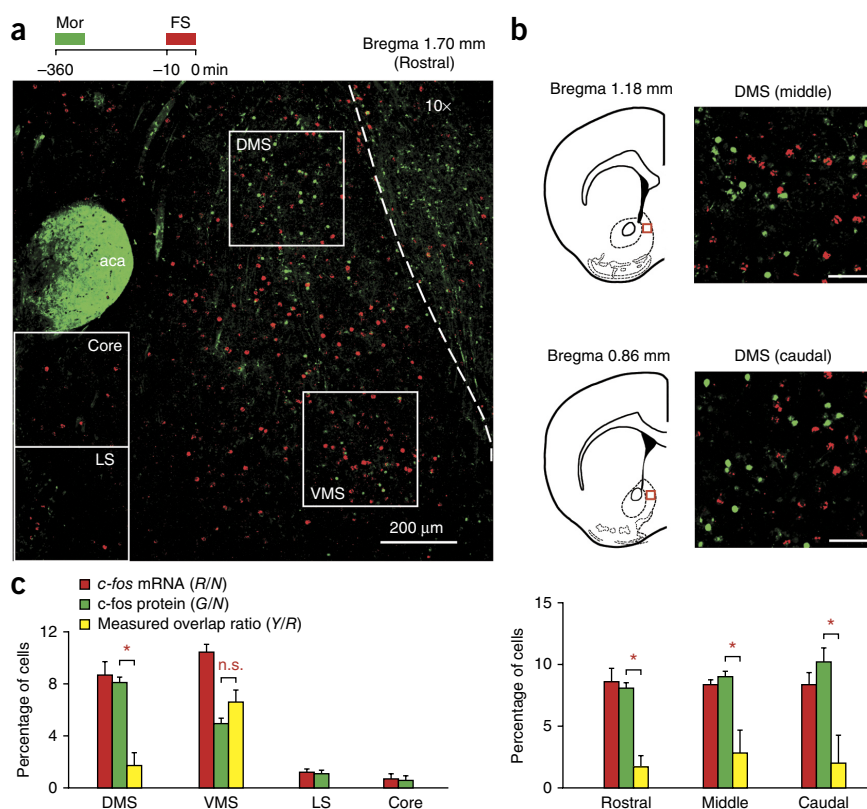 a
Mor
FS
−360
−10
0 min
Bregma 1.70 mm
(Rostral)
10×
DMS
aca
Core
LS
VMS
200 μm
b
Bregma 1.18 mm
DMS (middle)
Bregma 0.86 mm
DMS (caudal)
c
c-fos mRNA (R/N)
c-fos protein (G/N)
Measured overlap ratio (Y/R)
Percentage of cells
12
8
4
0
*
n.s.
DMS
VMS
LS
Core
Percentage of cells
15
10
5
0
*
*
*
Rostral
Middle
Caudal